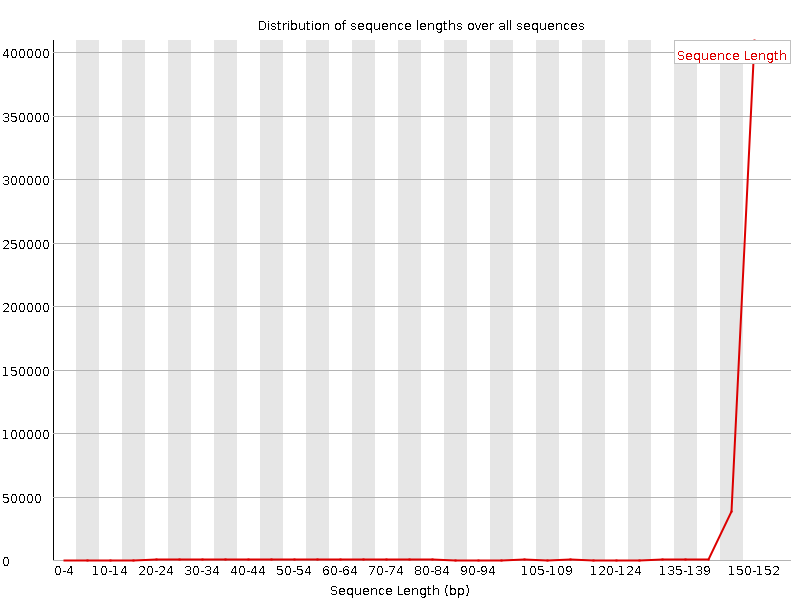 Distribution of sequence lengths over all sequences
Sequence Length
400000
350000
300000
250000
200000
150000
100000
50000
0
0-4 10-14 20-24 30-34 40-44 50-54 60-64 70-74 80-84 90-94 105-109 120-124 135-139 150-152
Sequence Length (bp)